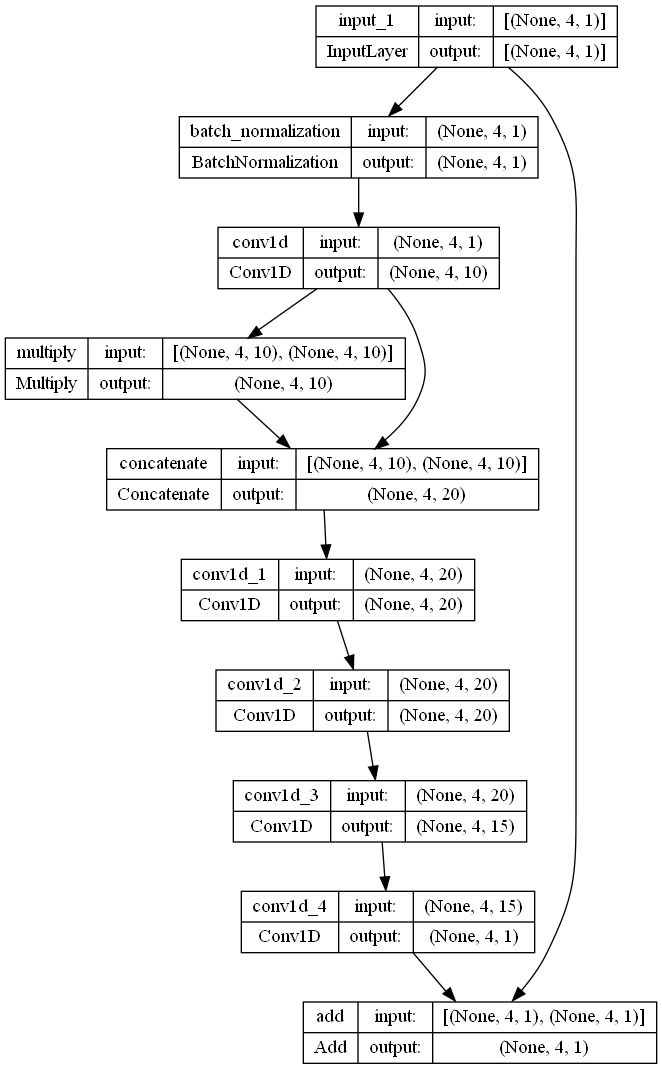 input_1 input: [(None, 4, 1)]
InputLayer output: [(None, 4, 1)]
batch_normalization input: (None, 4, 1)
BatchNormalization output: (None, 4, 1)
conv1d input: (None, 4, 1)
Conv1D output: (None, 4, 10)
multiply input: [(None, 4, 10), (None, 4, 10)]
Multiply output: (None, 4, 10)
concatenate input: [(None, 4, 10), (None, 4, 10)]
Concatenate output: (None, 4, 20)
conv1d_1 input: (None, 4, 20)
Conv1D output: (None, 4, 20)
conv1d_2 input: (None, 4, 20)
Conv1D output: (None, 4, 20)
conv1d_3 input: (None, 4, 20)
Conv1D output: (None, 4, 15)
conv1d_4 input: (None, 4, 15)
Conv1D output: (None, 4, 1)
add input: [(None, 4, 1), (None, 4, 1)]
Add output: (None, 4, 1)